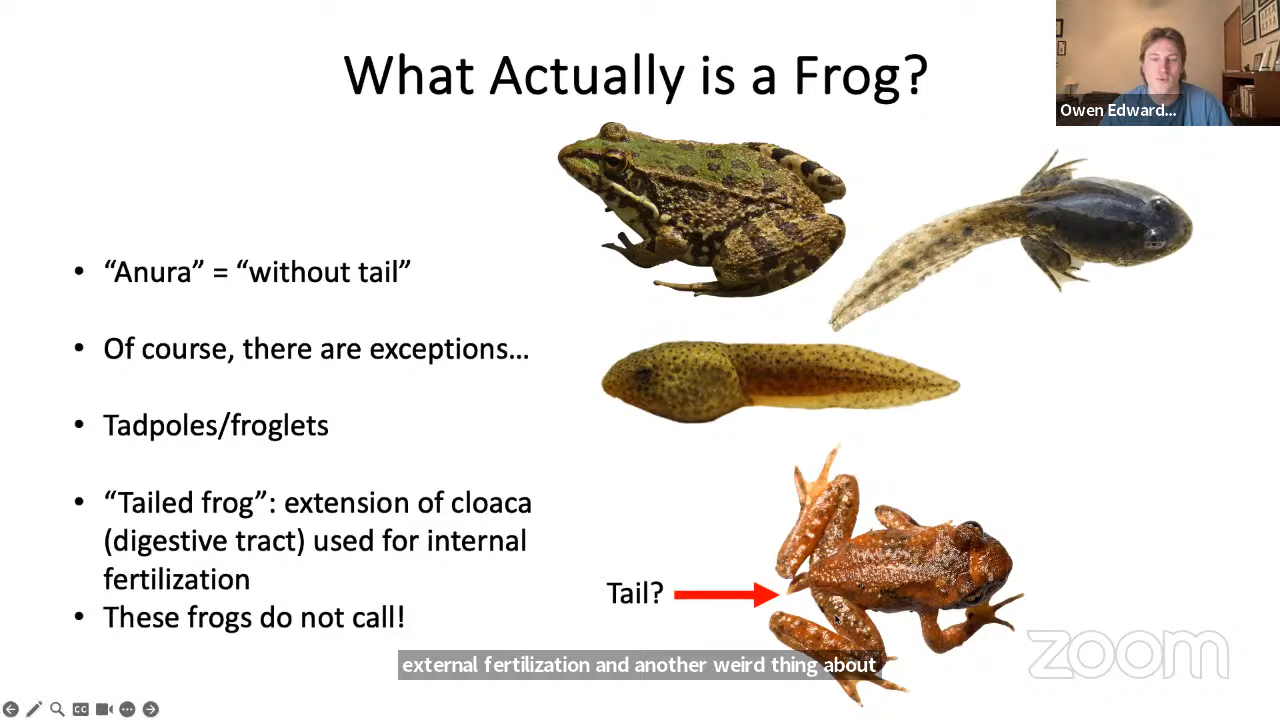 What Actually is a Frog?
Owen Edward...
• “Anura” = “without tail”
• Of course, there are exceptions…
• Tadpoles/froglets
• “Tailed frog”: extension of cloaca
(digestive tract) used for internal
fertilization
• These frogs do not call!
Tail?
zoom
external fertilization and another weird thing about
CC